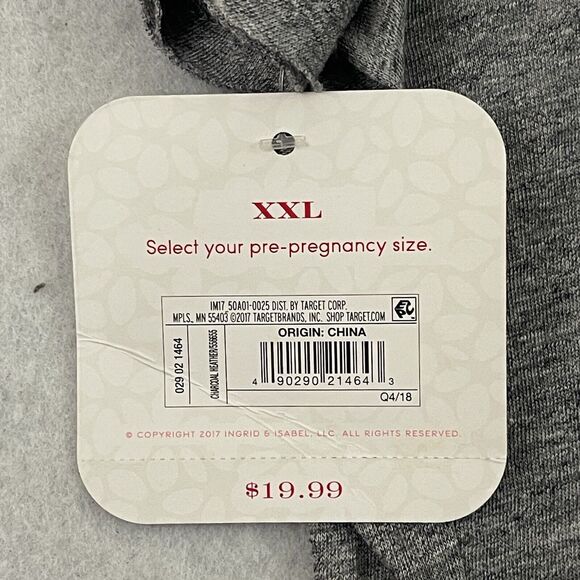 XXL
Select your pre-pregnancy size.
IM17 50A01-0025 DIST. BY TARGET CORP.
MPLS., MN 55403 ©2017 TARGETBRANDS, INC. SHOP TARGET.COM
029 02 1464
CHARCOAL HEATHER/556655
ORIGIN: CHINA
4 90290 21464 3
Q4/18
© COPYRIGHT 2017 INGRID & ISABEL, LLC. ALL RIGHTS RESERVED.
$19.99